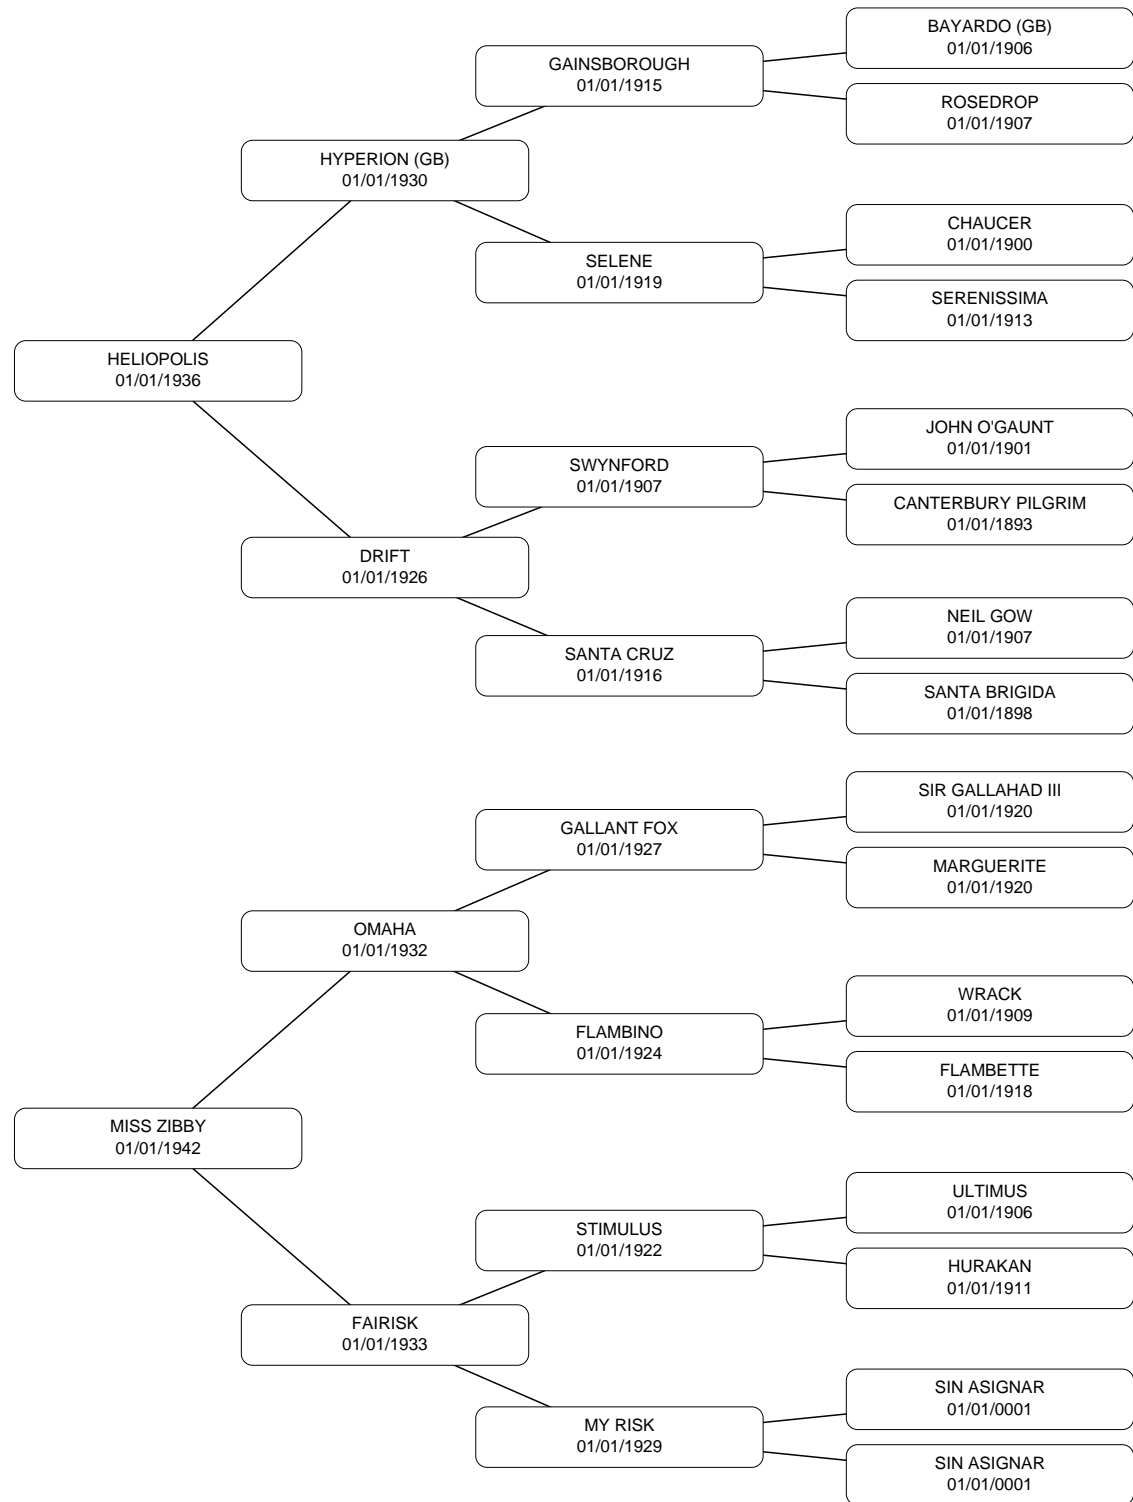 BAYARDO (GB)
01/01/1906
GAINSBOROUGH
01/01/1915
ROSEDROP
01/01/1907
HYPERION (GB)
01/01/1930
CHAUCER
01/01/1900
SELENE
01/01/1919
SERENISSIMA
01/01/1913
HELIOPOLIS
01/01/1936
JOHN O'GAUNT
01/01/1901
SWYNFORD
01/01/1907
CANTERBURY PILGRIM
01/01/1893
DRIFT
01/01/1926
NEIL GOW
01/01/1907
SANTA CRUZ
01/01/1916
SANTA BRIGIDA
01/01/1898
SIR GALLAHAD III
01/01/1920
GALLANT FOX
01/01/1927
MARGUERITE
01/01/1920
OMAHA
01/01/1932
WRACK
01/01/1909
FLAMBINO
01/01/1924
FLAMBETTE
01/01/1918
MISS ZIBBY
01/01/1942
ULTIMUS
01/01/1906
STIMULUS
01/01/1922
HURAKAN
01/01/1911
FAIRISK
01/01/1933
SIN ASIGNAR
01/01/0001
MY RISK
01/01/1929
SIN ASIGNAR
01/01/0001